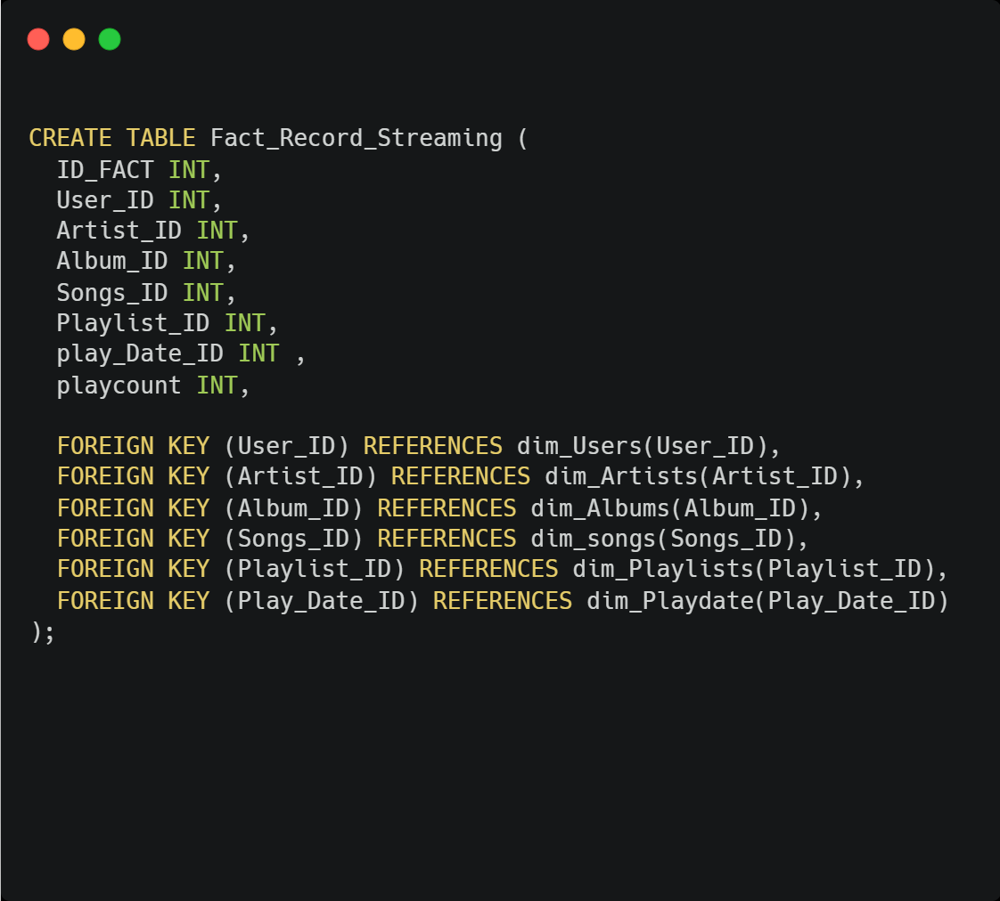 CREATE TABLE Fact_Record_Streaming (
  ID_FACT INT,
  User_ID INT,
  Artist_ID INT,
  Album_ID INT,
  Songs_ID INT,
  Playlist_ID INT,
  play_Date_ID INT ,
  playcount INT,

  FOREIGN KEY (User_ID) REFERENCES dim_Users(User_ID),
  FOREIGN KEY (Artist_ID) REFERENCES dim_Artists(Artist_ID),
  FOREIGN KEY (Album_ID) REFERENCES dim_Albums(Album_ID),
  FOREIGN KEY (Songs_ID) REFERENCES dim_songs(Songs_ID),
  FOREIGN KEY (Playlist_ID) REFERENCES dim_Playlists(Playlist_ID),
  FOREIGN KEY (Play_Date_ID) REFERENCES dim_Playdate(Play_Date_ID)
);